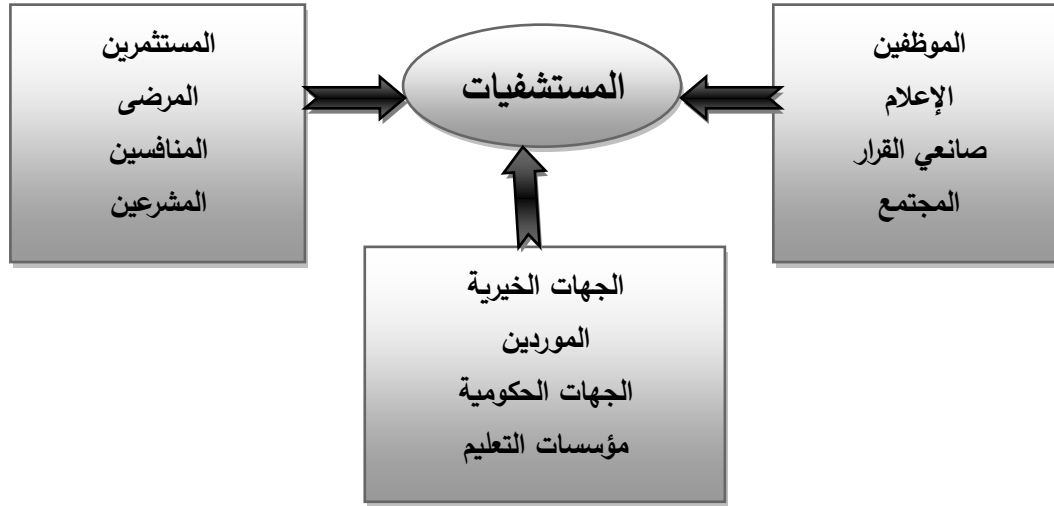 الموظفين
الإعلام
صانعي القرار
المجتمع
المستشفيات
المستثمرين
المرضى
المنافسين
المشرعين
الجهات الخيرية
الموردين
الجهات الحكومية
مؤسسات التعليم